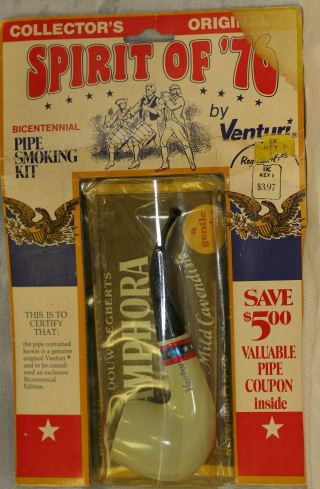 COLLECTOR'S ORIGINAL
SPIRIT OF '76
by Venturi
BICENTENNIAL
PIPE
SMOKING
KIT
KEY 1
$3.97
THIS IS TO
CERTIFY
THAT:
the pipe contained
herein is a genuine
original Venturi ®
and to be consid-
ered an exclusive
Bicentennial
Edition.
DOUWE EGBERTS
AMPHORA
Mild Cavendish
a
gentle
SAVE
$5.00
VALUABLE
PIPE
COUPON
inside